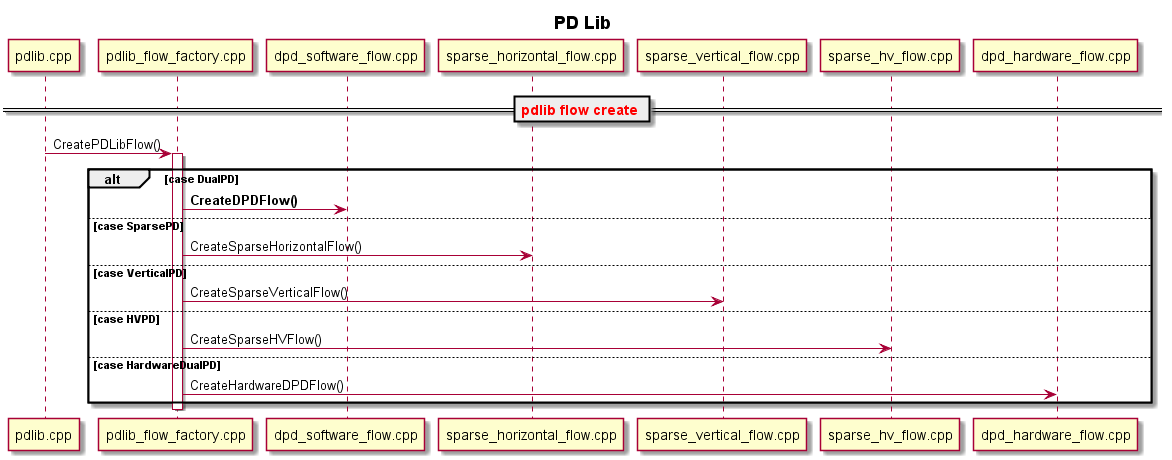 PD Lib
pdlib.cpp
pdlib_flow_factory.cpp
dpd_software_flow.cpp
sparse_horizontal_flow.cpp
sparse_vertical_flow.cpp
sparse_hv_flow.cpp
dpd_hardware_flow.cpp
pdlib flow create
CreatePDLibFlow()
alt
[case DualPD]
CreateDPDFlow()
[case SparsePD]
CreateSparseHorizontalFlow()
[case VerticalPD]
CreateSparseVerticalFlow()
[case HVPD]
CreateSparseHVFlow()
[case HardwareDualPD]
CreateHardwareDPDFlow()
pdlib.cpp
pdlib_flow_factory.cpp
dpd_software_flow.cpp
sparse_horizontal_flow.cpp
sparse_vertical_flow.cpp
sparse_hv_flow.cpp
dpd_hardware_flow.cpp